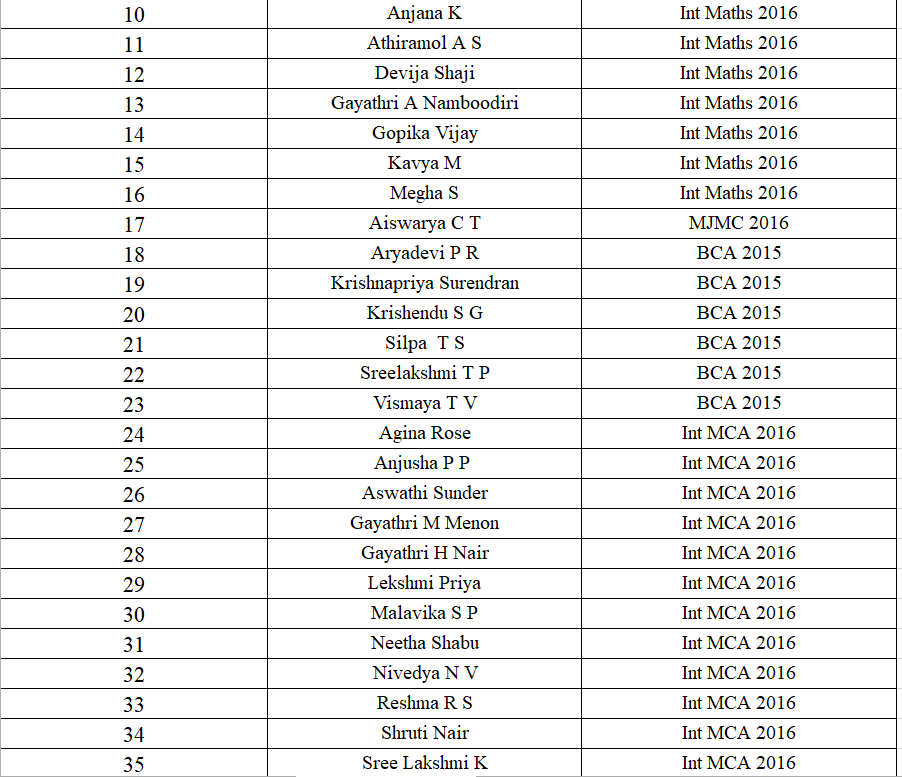 10 Anjana K Int Maths 2016
11 Athiramol A S Int Maths 2016
12 Devija Shaji Int Maths 2016
13 Gayathri A Namboodiri Int Maths 2016
14 Gopika Vijay Int Maths 2016
15 Kavya M Int Maths 2016
16 Megha S Int Maths 2016
17 Aiswarya C T MJMC 2016
18 Aryadevi P R BCA 2015
19 Krishnapriya Surendran BCA 2015
20 Krishendu S G BCA 2015
21 Silpa  T S BCA 2015
22 Sreelakshmi T P BCA 2015
23 Vismaya T V BCA 2015
24 Agina Rose Int MCA 2016
25 Anjusha P P Int MCA 2016
26 Aswathi Sunder Int MCA 2016
27 Gayathri M Menon Int MCA 2016
28 Gayathri H Nair Int MCA 2016
29 Lekshmi Priya Int MCA 2016
30 Malavika S P Int MCA 2016
31 Neetha Shabu Int MCA 2016
32 Nivedya N V Int MCA 2016
33 Reshma R S Int MCA 2016
34 Shruti Nair Int MCA 2016
35 Sree Lakshmi K Int MCA 2016